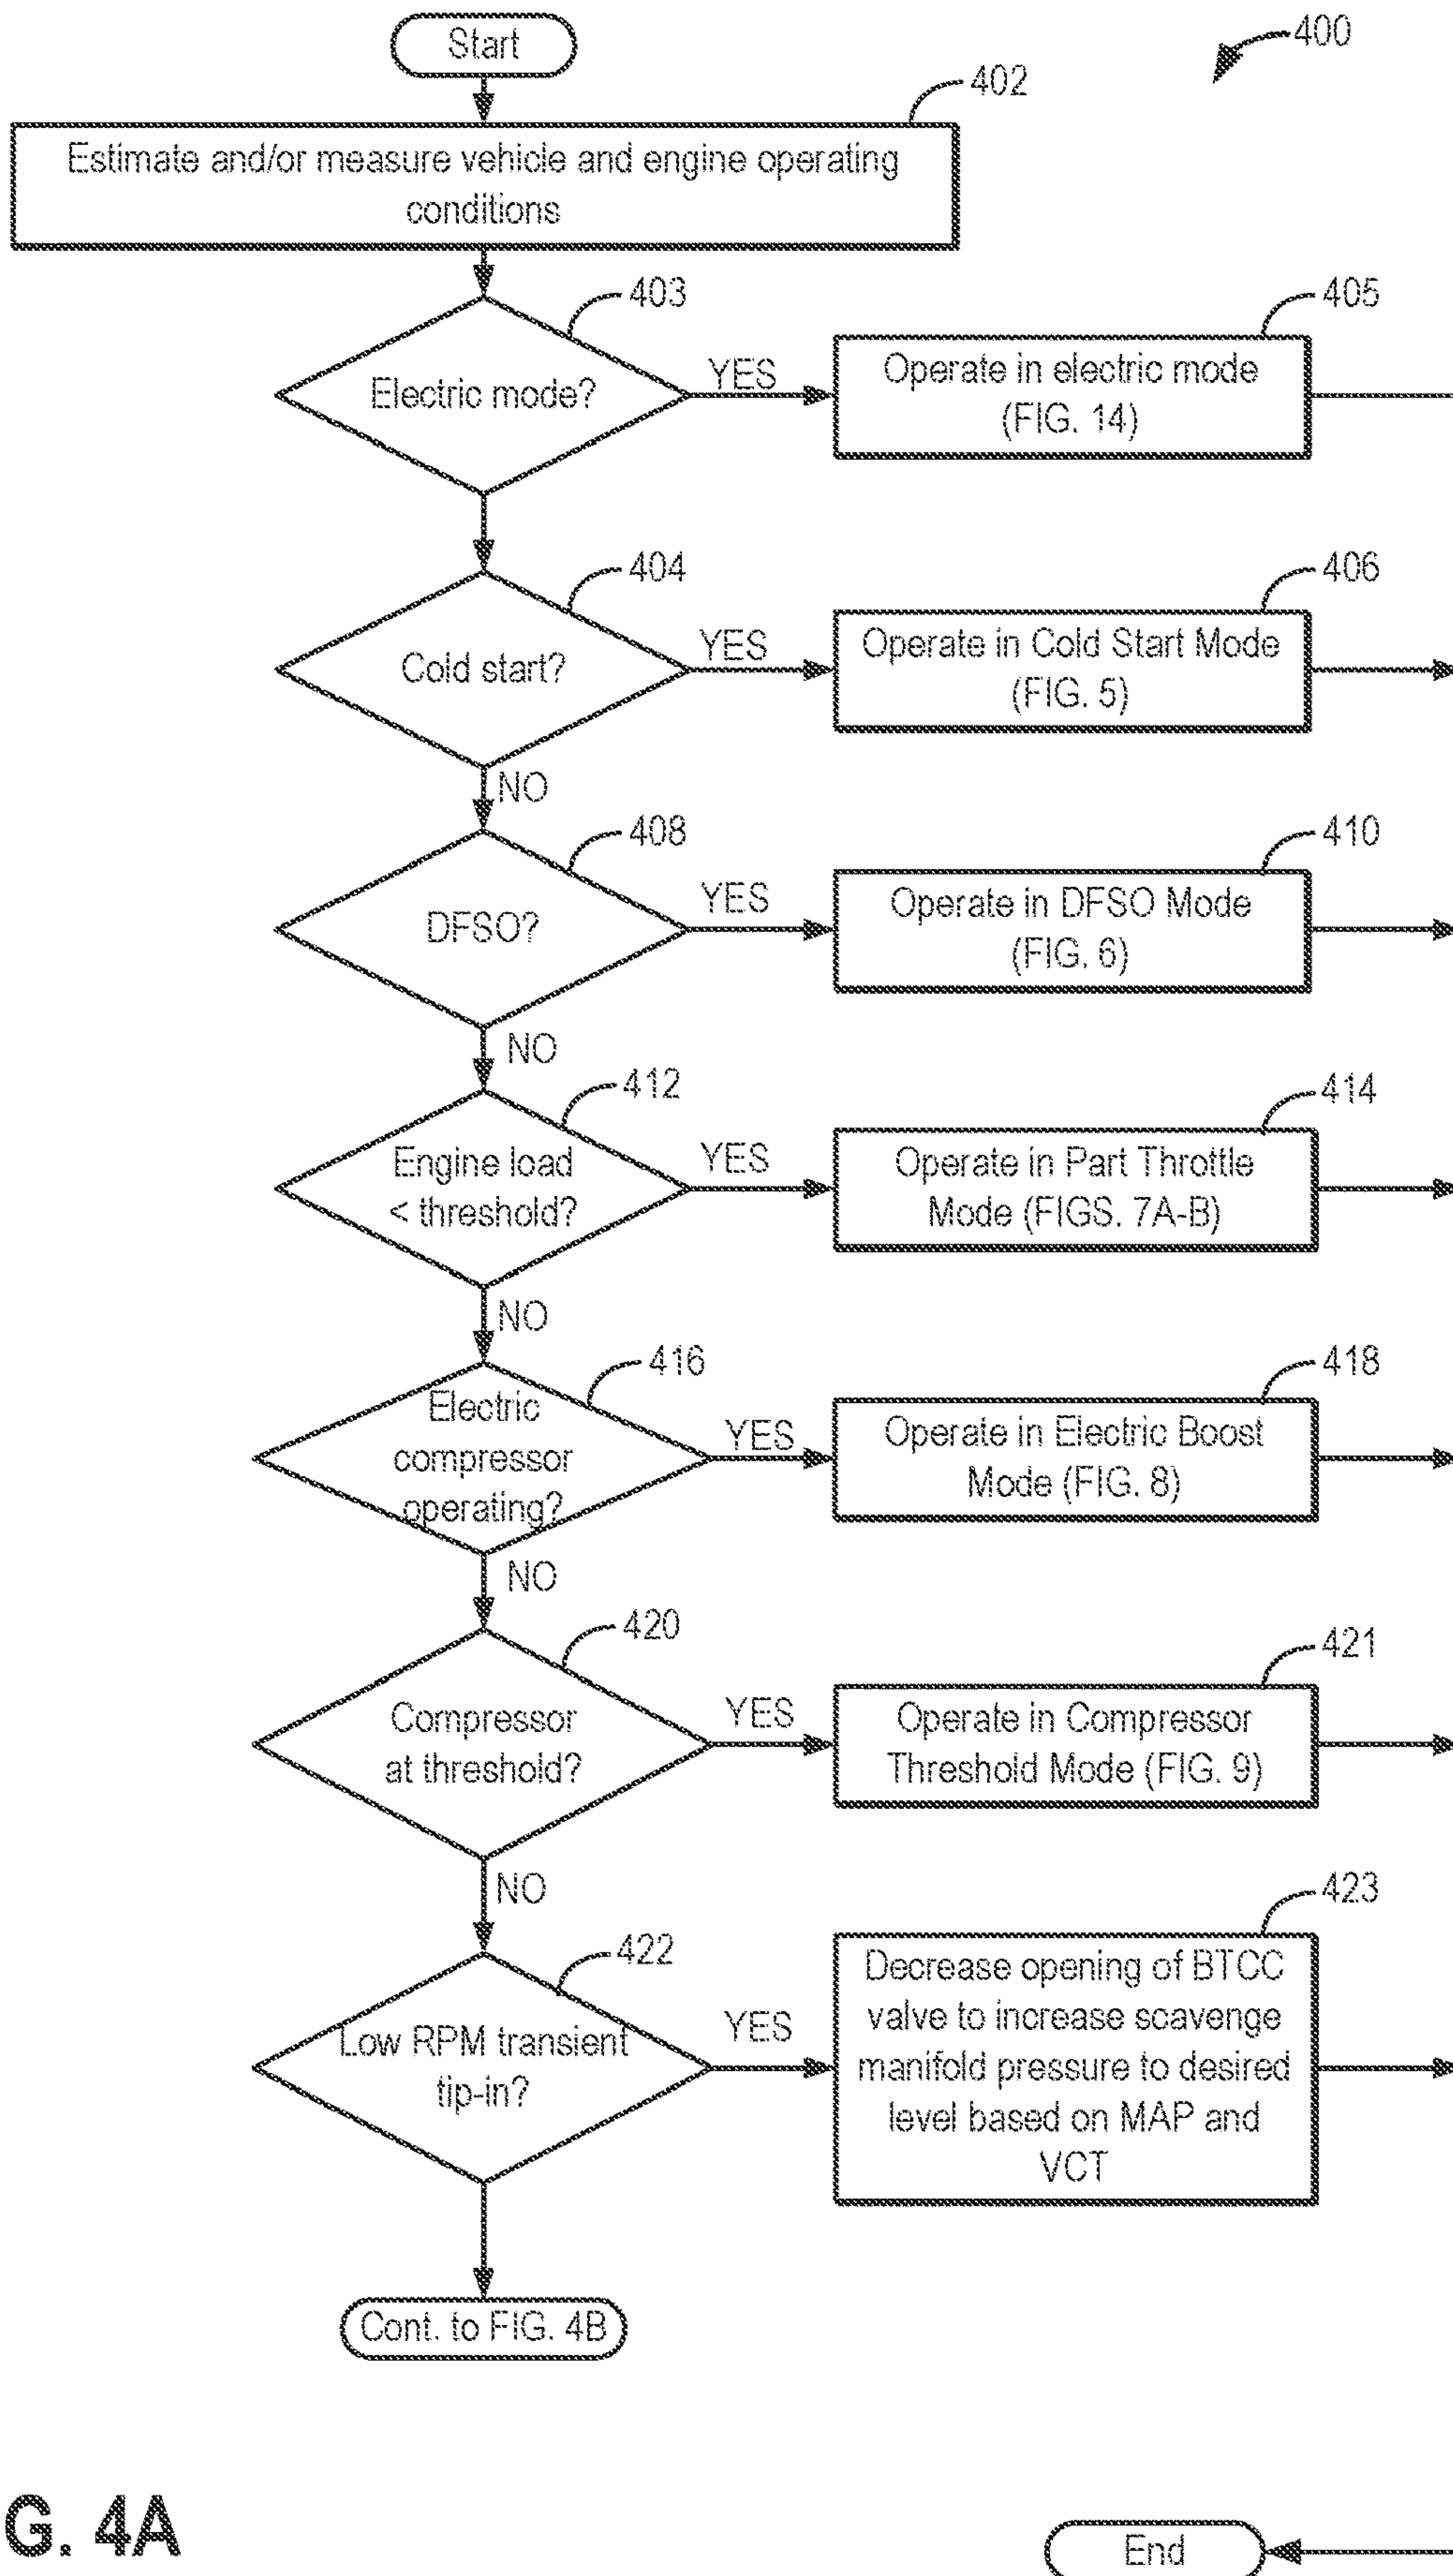 Start
400
402
Estimate and/or measure vehicle and engine operating
conditions
403
Electric mode?
YES
405
Operate in electric mode
(FIG. 14)
404
Cold start?
YES
406
Operate in Cold Start Mode
(FIG. 5)
NO
408
DFSO?
YES
410
Operate in DFSO Mode
(FIG. 6)
NO
412
Engine load
< threshold?
YES
414
Operate in Part Throttle
Mode (FIGS. 7A-B)
NO
416
Electric
compressor
operating?
YES
418
Operate in Electric Boost
Mode (FIG. 8)
NO
420
Compressor
at threshold?
YES
421
Operate in Compressor
Threshold Mode (FIG. 9)
NO
422
Low RPM transient
tip-in?
YES
423
Decrease opening of BTCC
valve to increase scavenge
manifold pressure to desired
level based on MAP and
VCT
Cont. to FIG. 4B
G. 4A
End